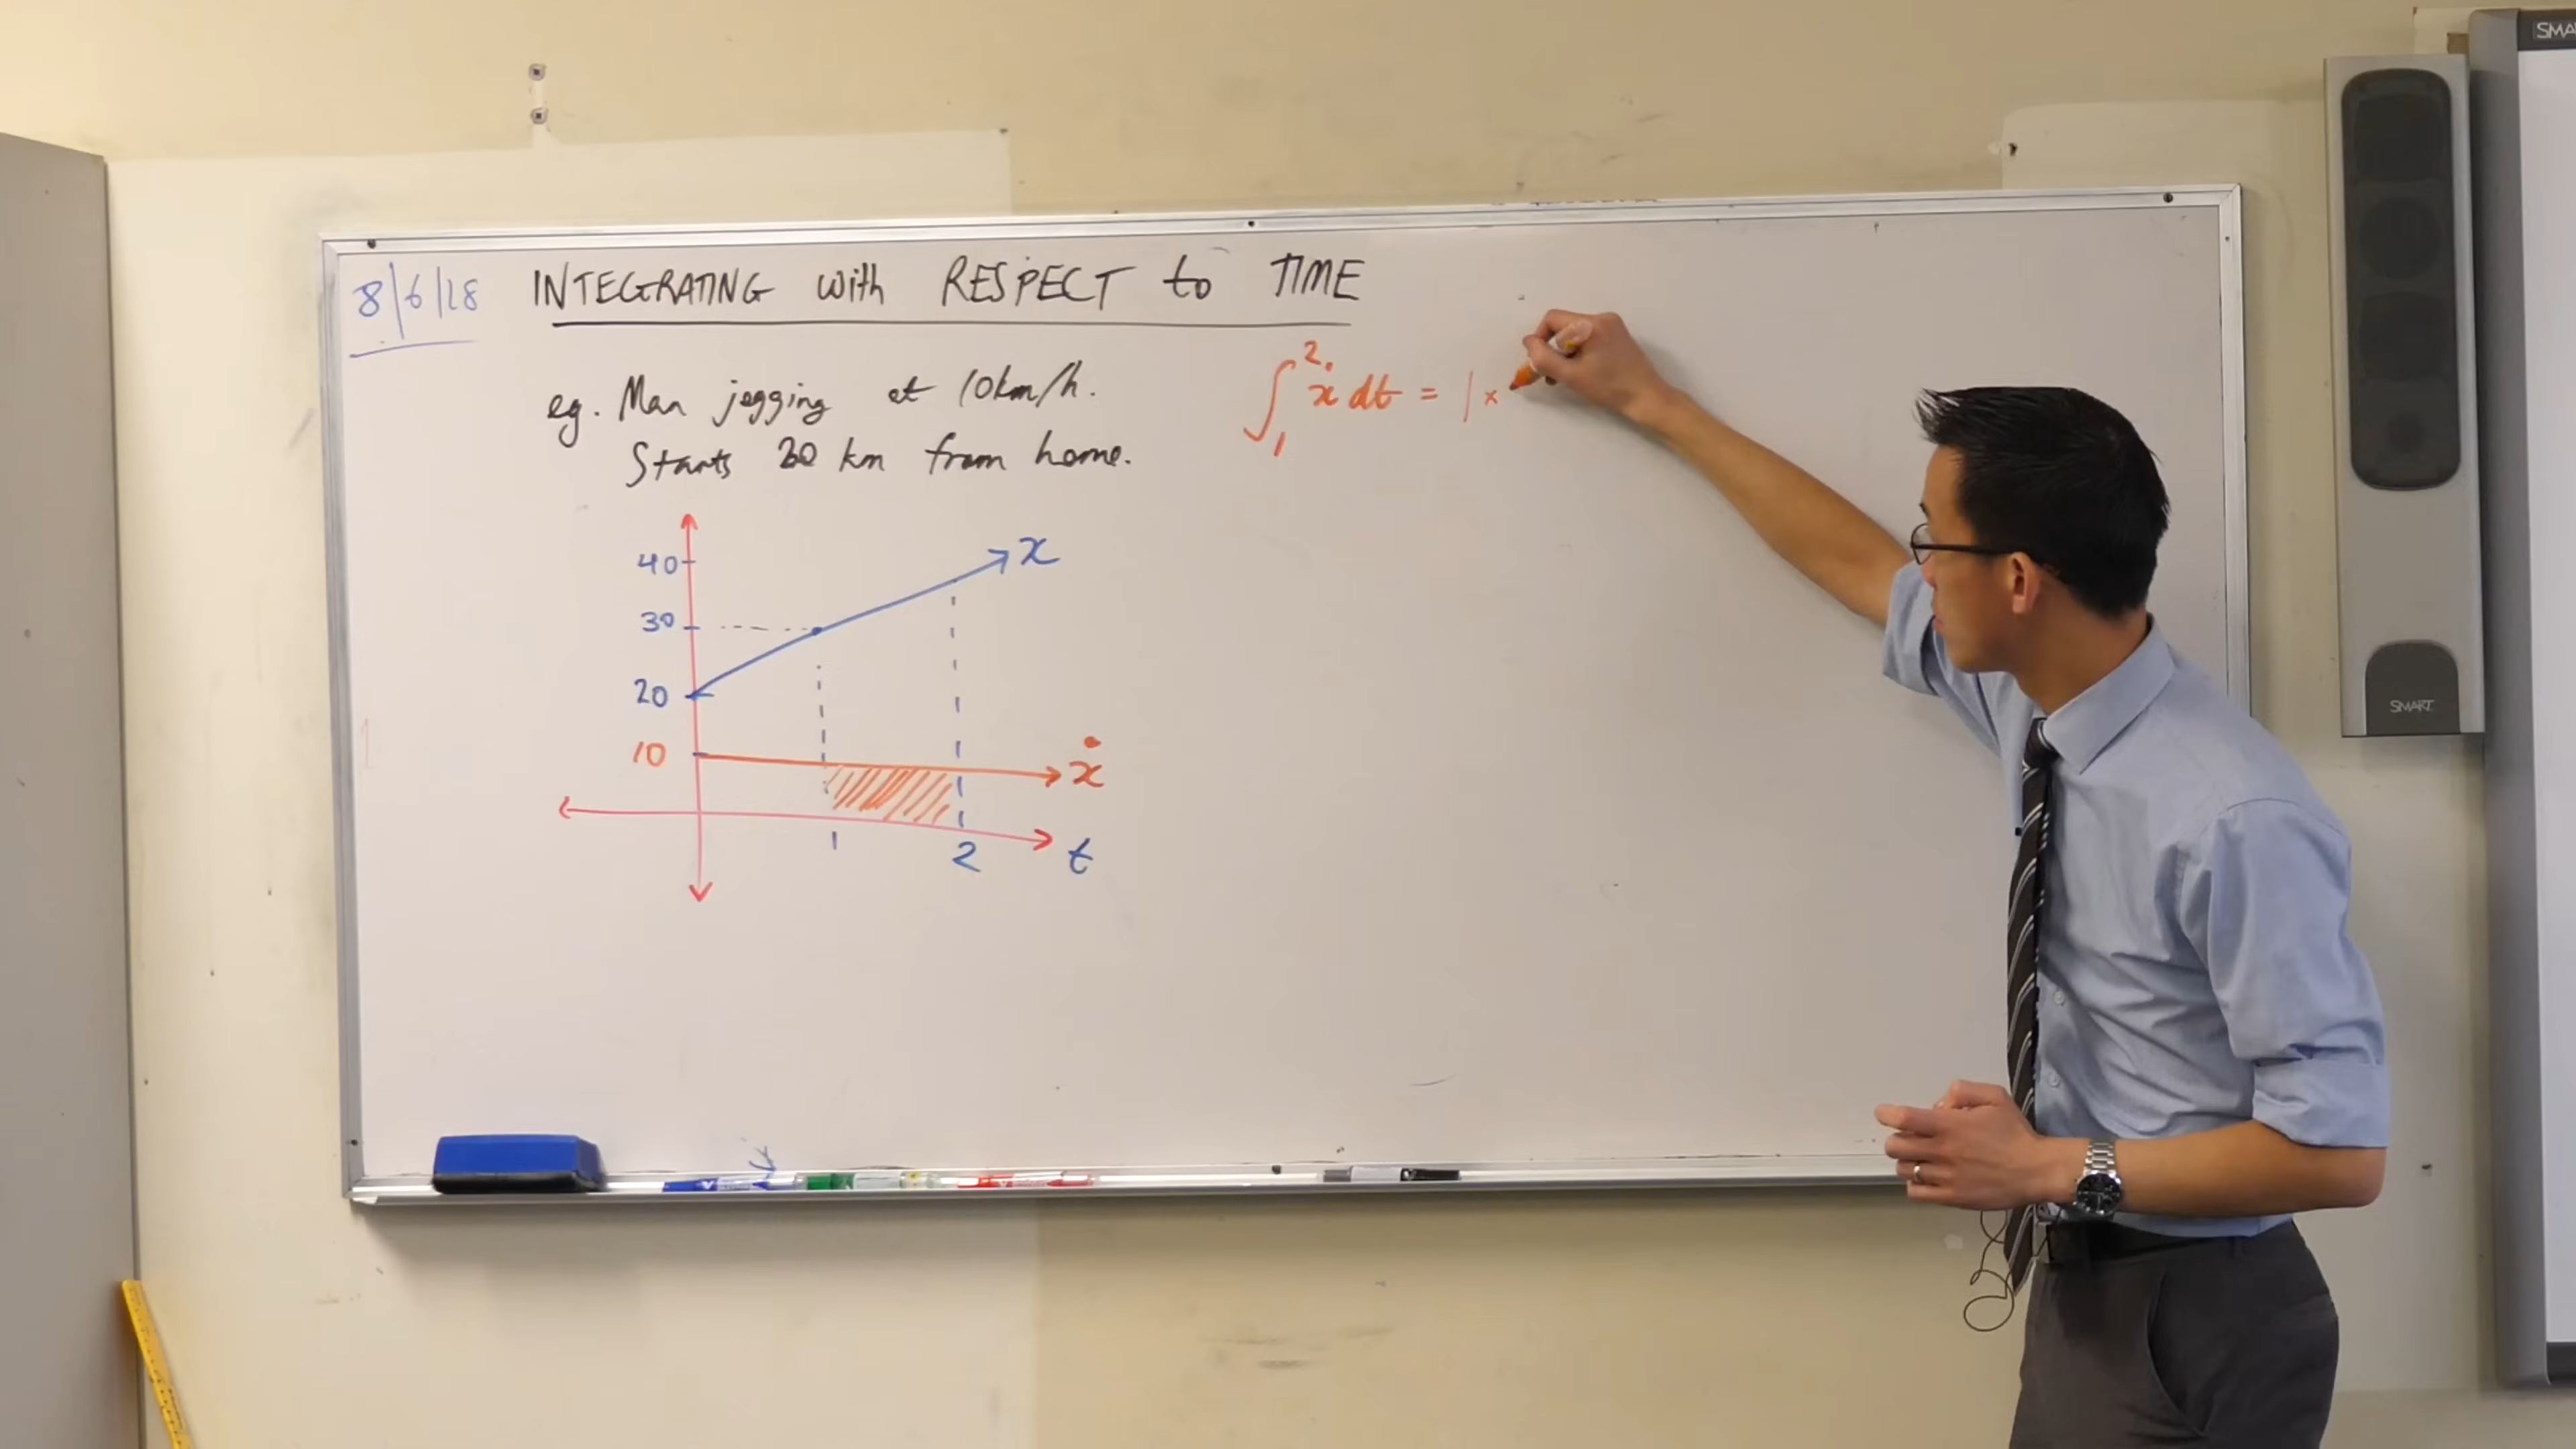 8/6/18
INTEGRATING with RESPECT to TIME
eg. Man jogging at 10km/h.
Starts 20 km from home.
∫₁² ẋ dt = 1 ×
40
x
30
20
10
ẋ
1
2
t
SMART
SMA